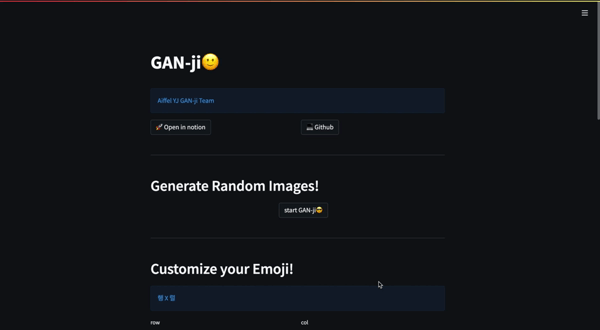 GAN-ji🙂
Aiffel YJ GAN-ji Team
🚀 Open in notion
Github
Generate Random Images!
start GAN-ji😎
Customize your Emoji!
행 X 렬
row
col